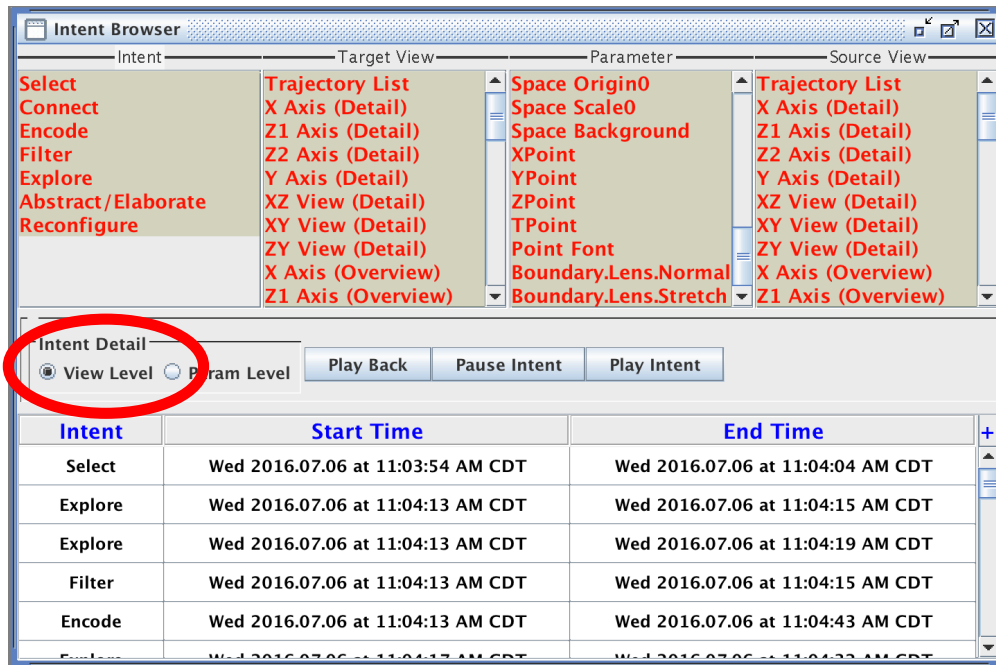 Intent Browser
Intent Target View Parameter Source View
Select Trajectory List Space Origin0 Trajectory List
Connect X Axis (Detail) Space Scale0 X Axis (Detail)
Encode Z1 Axis (Detail) Space Background Z1 Axis (Detail)
Filter Z2 Axis (Detail) XPoint Z2 Axis (Detail)
Explore Y Axis (Detail) YPoint Y Axis (Detail)
Abstract/Elaborate XZ View (Detail) ZPoint XZ View (Detail)
Reconfigure XY View (Detail) TPoint XY View (Detail)
ZY View (Detail) Point Font ZY View (Detail)
X Axis (Overview) Boundary.Lens.Normal X Axis (Overview)
Z1 Axis (Overview) Boundary.Lens.Stretch Z1 Axis (Overview)
Intent Detail
View Level Param Level Play Back Pause Intent Play Intent
Intent Start Time End Time +
Select Wed 2016.07.06 at 11:03:54 AM CDT Wed 2016.07.06 at 11:04:04 AM CDT
Explore Wed 2016.07.06 at 11:04:13 AM CDT Wed 2016.07.06 at 11:04:15 AM CDT
Explore Wed 2016.07.06 at 11:04:13 AM CDT Wed 2016.07.06 at 11:04:19 AM CDT
Filter Wed 2016.07.06 at 11:04:13 AM CDT Wed 2016.07.06 at 11:04:15 AM CDT
Encode Wed 2016.07.06 at 11:04:13 AM CDT Wed 2016.07.06 at 11:04:43 AM CDT